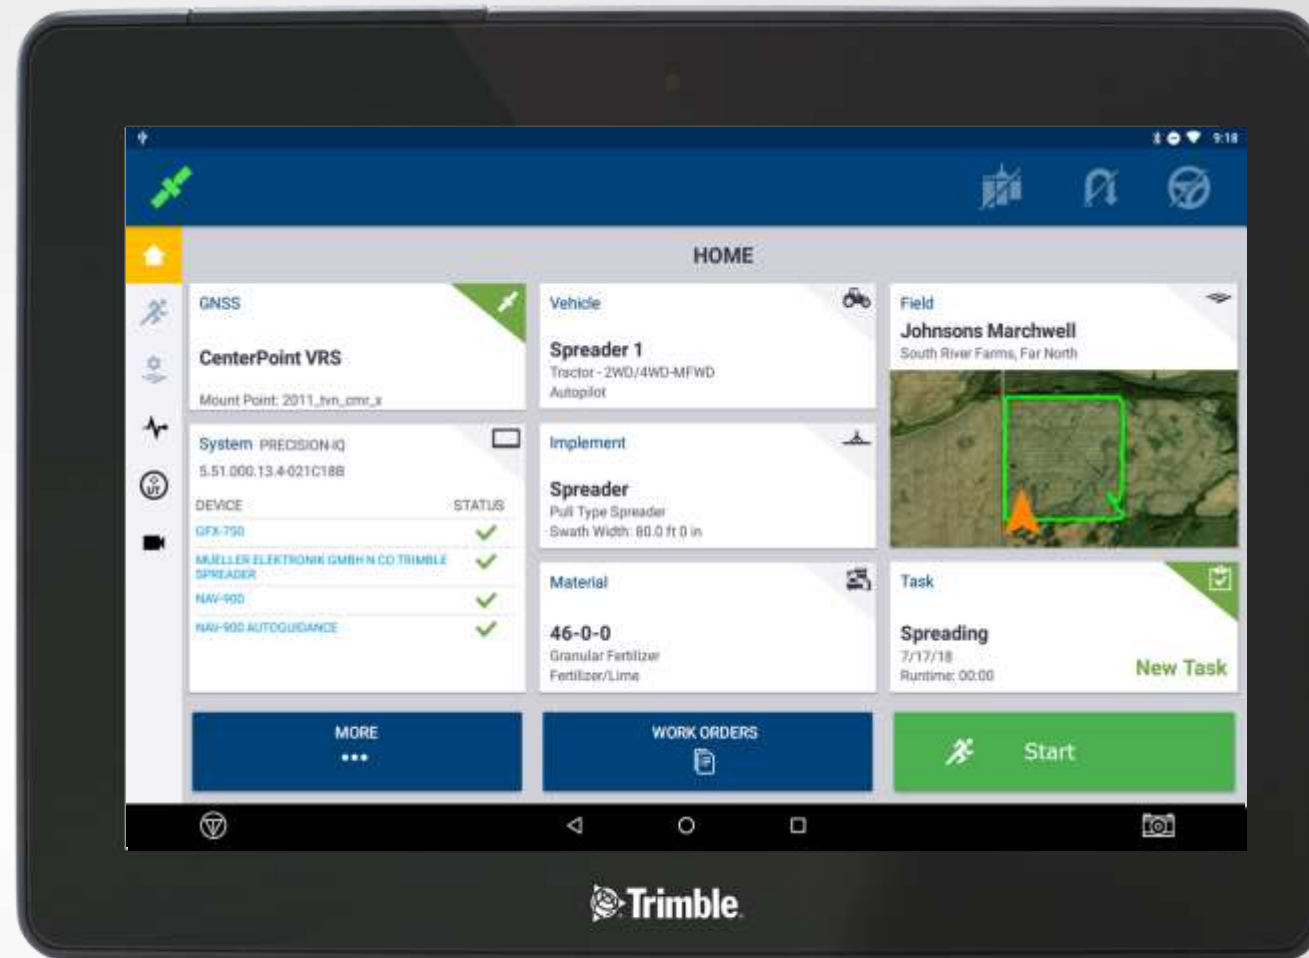 9:18
HOME
GNSS
CenterPoint VRS
Mount Point: 2011_tvn_cmr_x
System PRECISION-IQ
5.51.000.13.4-021C18B
DEVICE STATUS
GFX-750
MUELLER ELEKTRONIK GMBH N CO TRIMBLE
SPREADER
NAV-900
NAV-900 AUTOGUIDANCE
Vehicle
Spreader 1
Tractor - 2WD/4WD-MFWD
Autopilot
Implement
Spreader
Pull Type Spreader
Swath Width: 80.0 ft 0 in
Material
46-0-0
Granular Fertilizer
Fertilizer/Lime
Field
Johnsons Marchwell
South River Farms, Far North
Task
Spreading
7/17/18
Runtime: 00:00
New Task
MORE
WORK ORDERS
Start
UT
Trimble